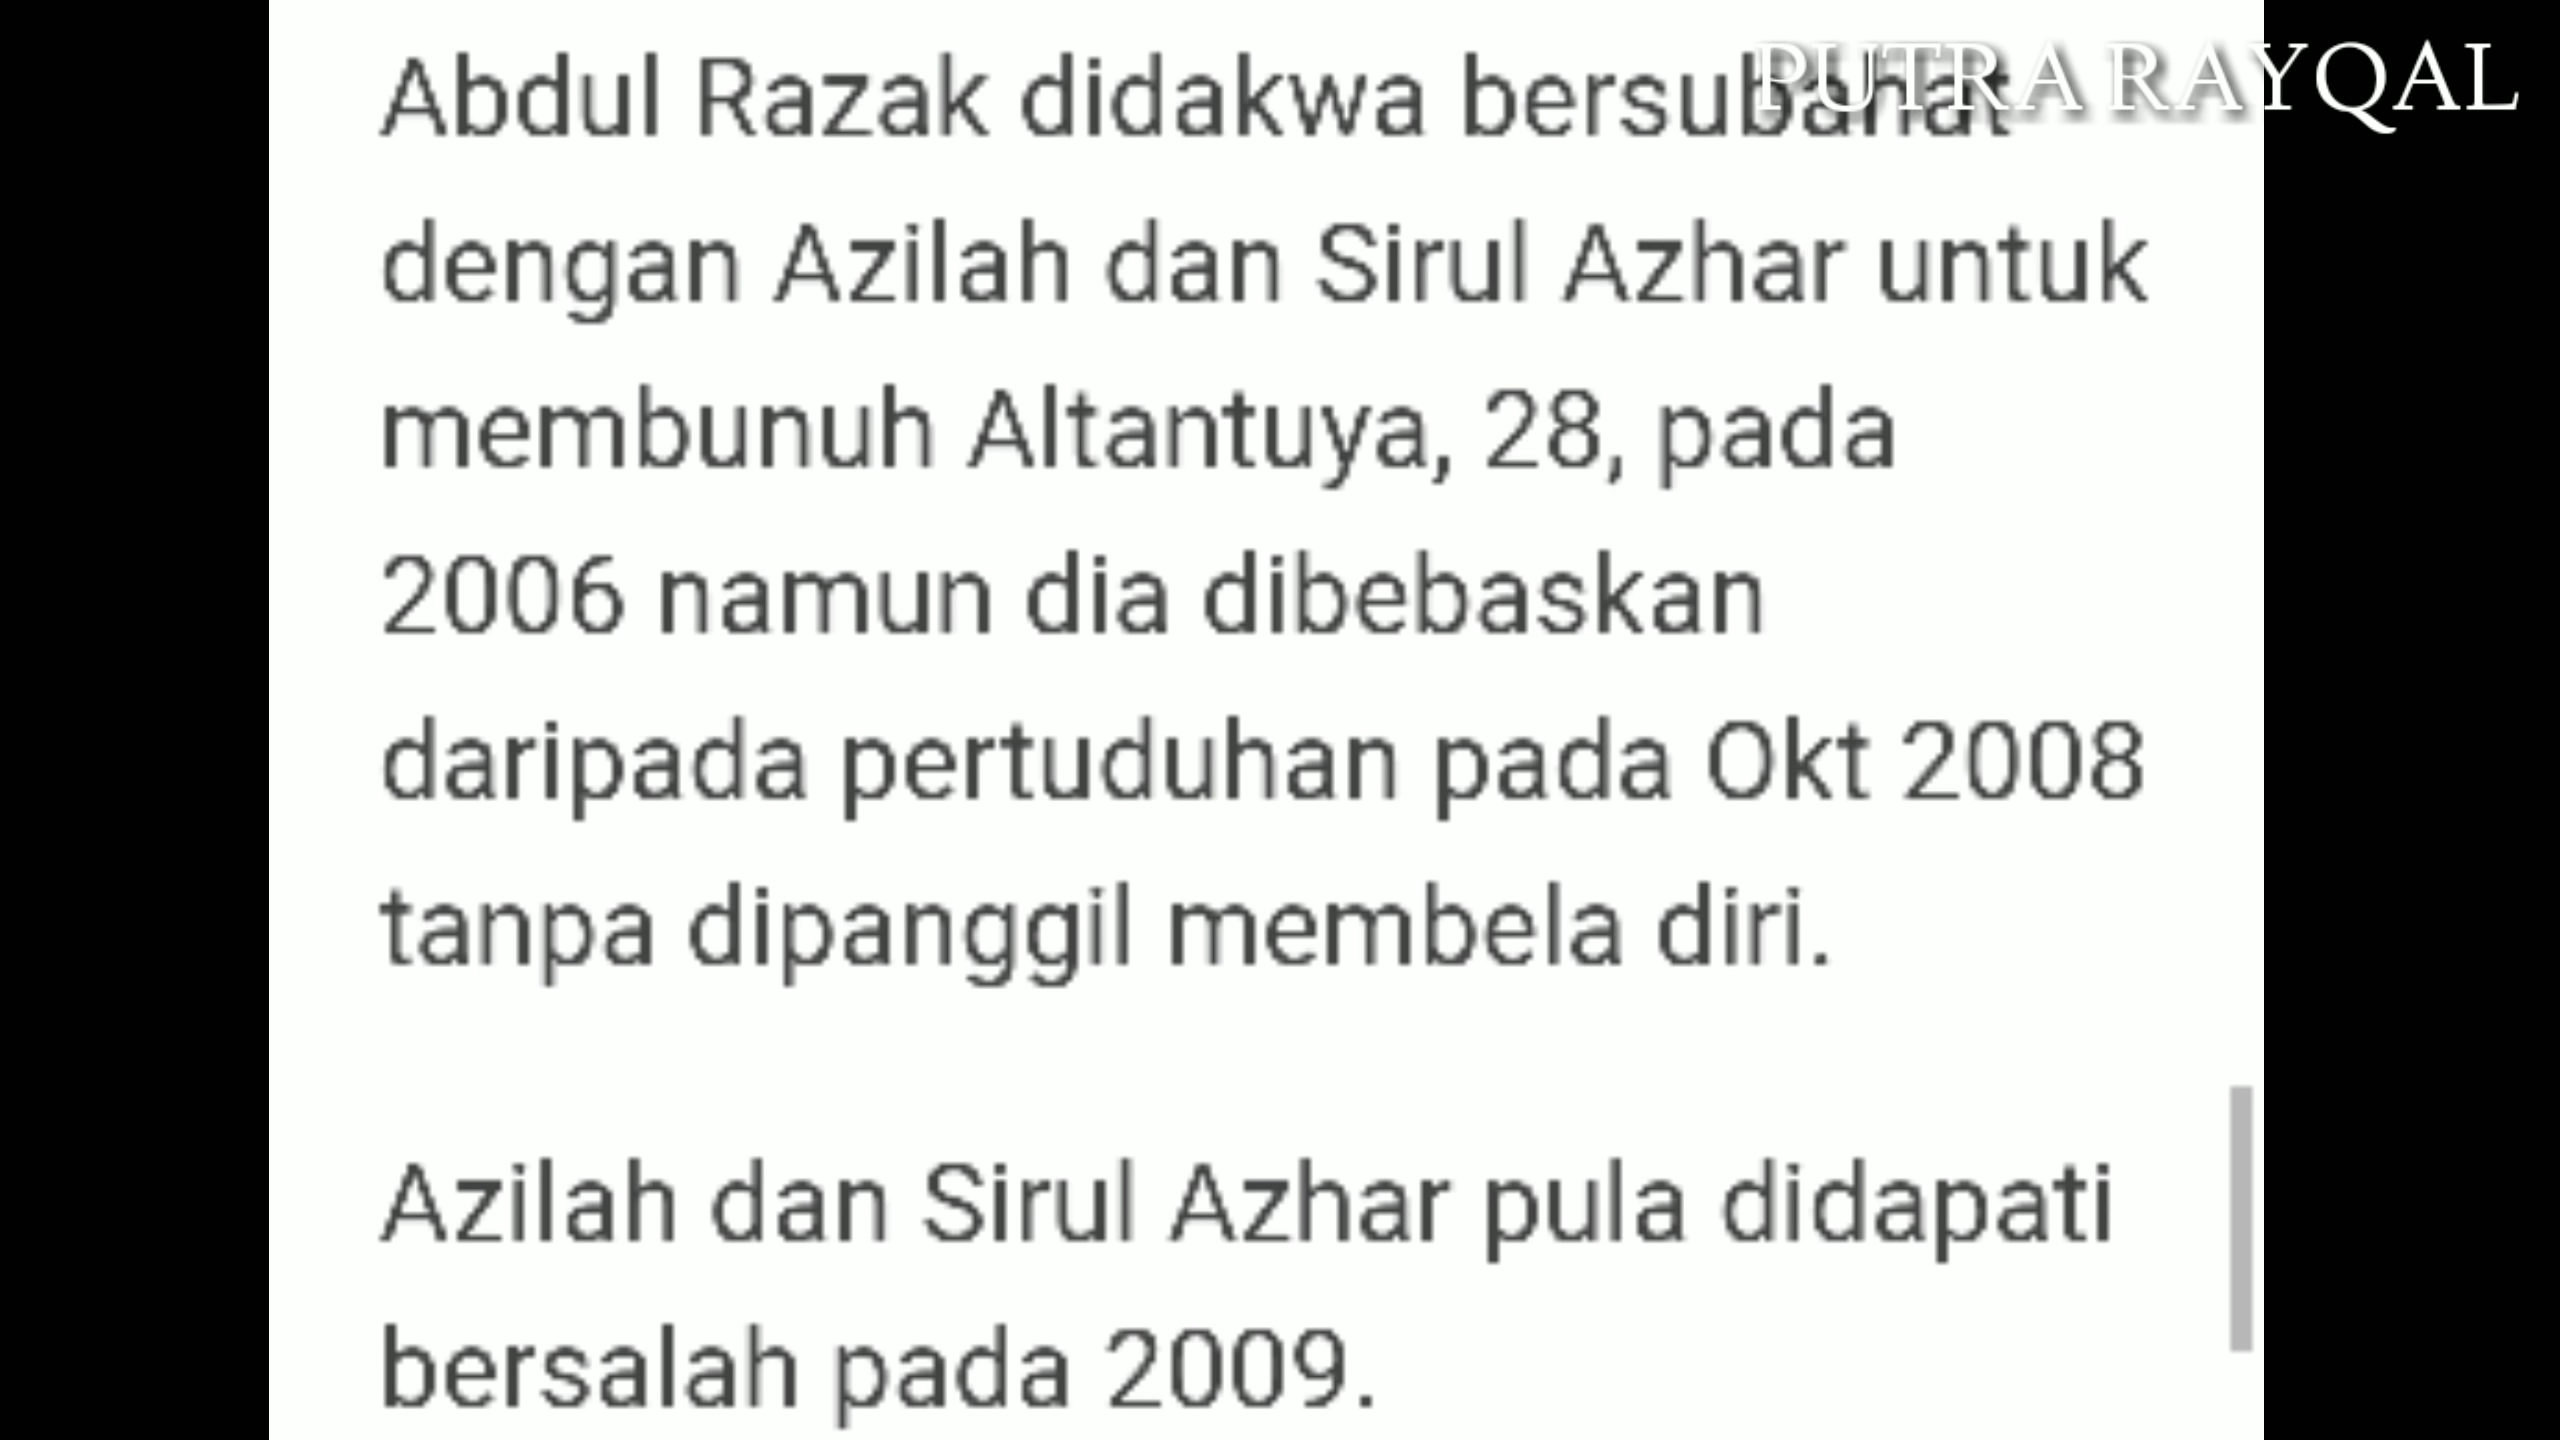 PUTRA RAYQAL
Abdul Razak didakwa bersubahat
dengan Azilah dan Sirul Azhar untuk
membunuh Altantuya, 28, pada
2006 namun dia dibebaskan
daripada pertuduhan pada Okt 2008
tanpa dipanggil membela diri.
Azilah dan Sirul Azhar pula didapati
bersalah pada 2009.